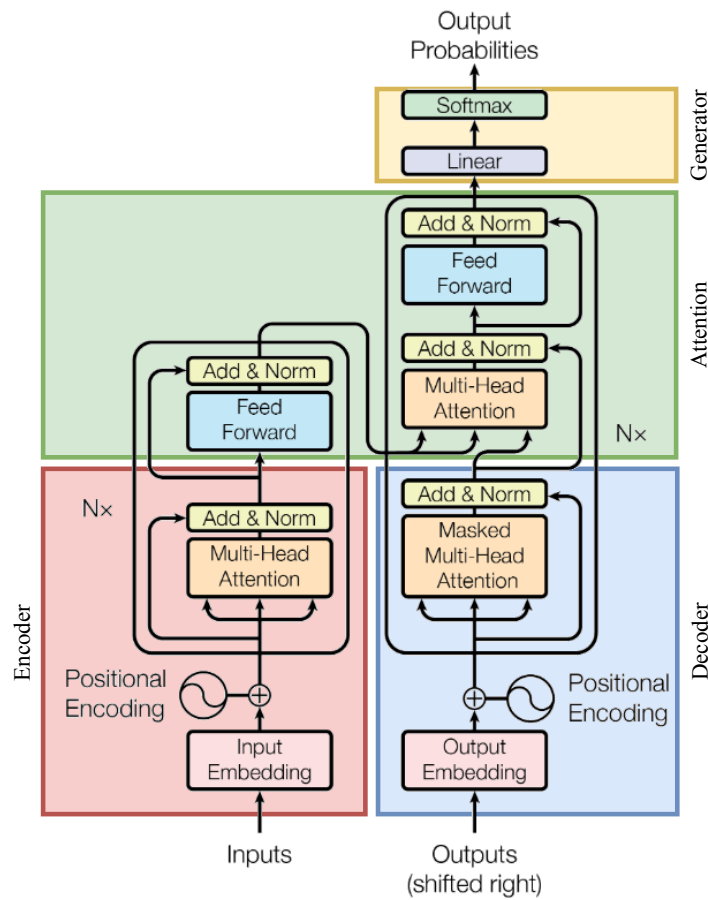 Output
Probabilities
Softmax
Linear
Generator
Add & Norm
Feed
Forward
Add & Norm
Multi-Head
Attention
Attention
N×
Add & Norm
Feed
Forward
N×
Add & Norm
Multi-Head
Attention
Encoder
Add & Norm
Masked
Multi-Head
Attention
Decoder
Positional
Encoding
Positional
Encoding
Input
Embedding
Output
Embedding
Inputs
Outputs
(shifted right)